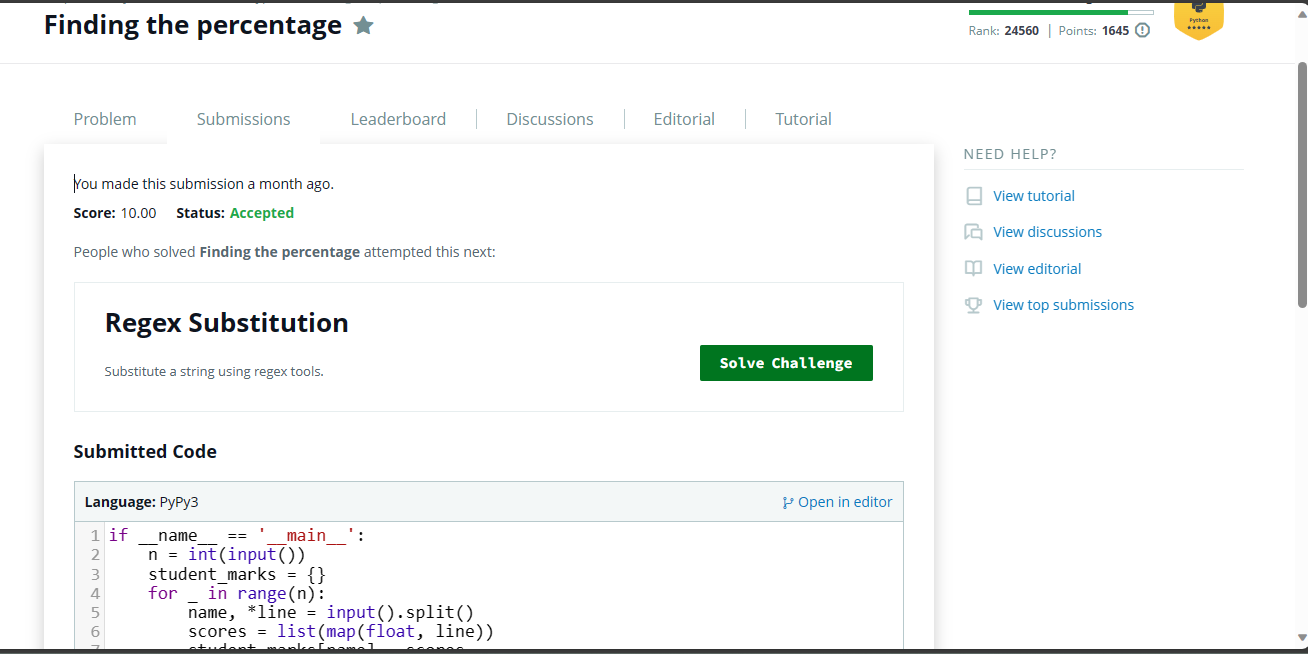 Finding the percentage
Python
Rank: 24560 | Points: 1645
Problem
Submissions
Leaderboard
Discussions
Editorial
Tutorial
You made this submission a month ago.
Score: 10.00 Status: Accepted
People who solved Finding the percentage attempted this next:
Regex Substitution
Substitute a string using regex tools.
Solve Challenge
Submitted Code
Language: PyPy3
Open in editor
1 if __name__ == '__main__':
2     n = int(input())
3     student_marks = {}
4     for _ in range(n):
5         name, *line = input().split()
6         scores = list(map(float, line))
7         student_marks[name] = scores
NEED HELP?
View tutorial
View discussions
View editorial
View top submissions